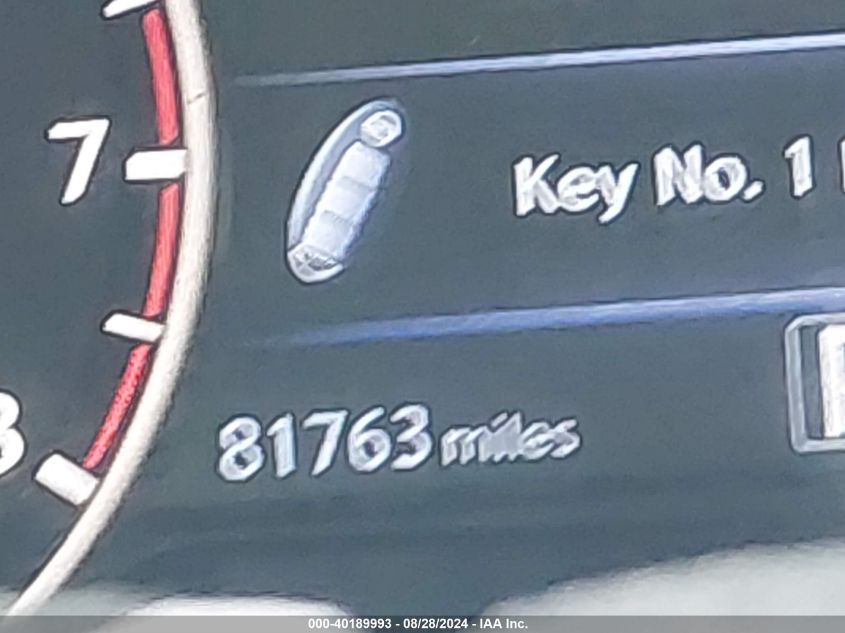 7
Key No. 1
8
81763 miles
000-40189993 - 08/28/2024 - IAA Inc.